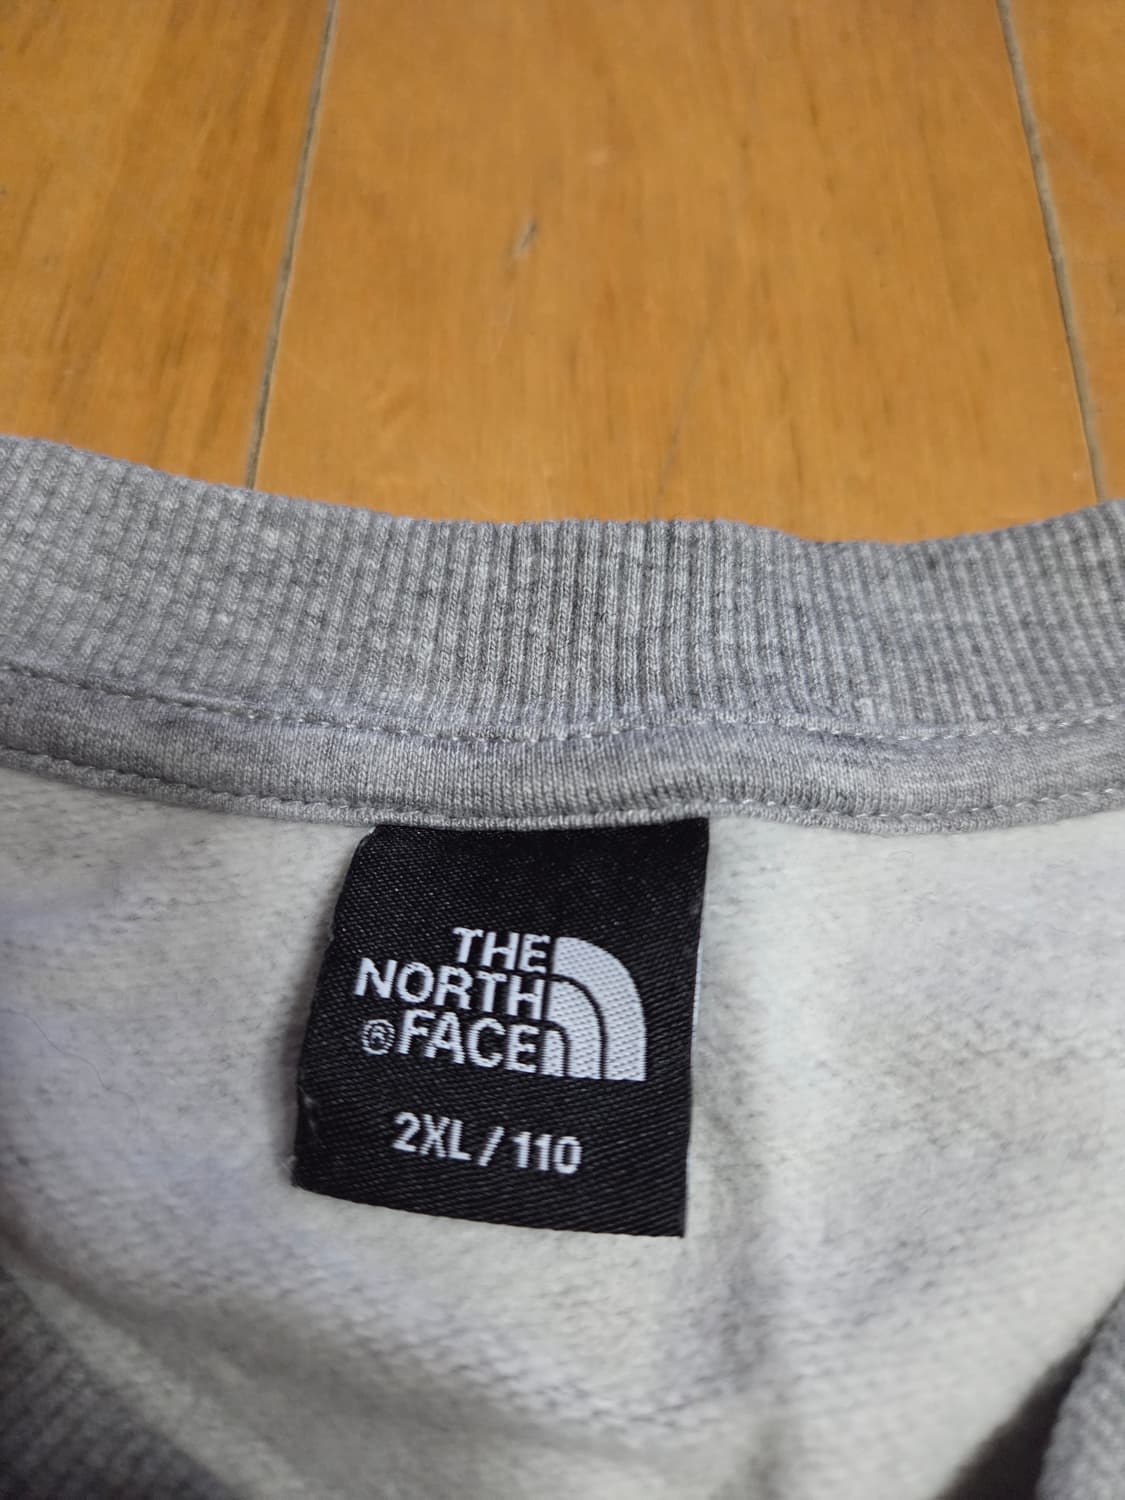 THE
NORTH
®FACE
2XL / 110